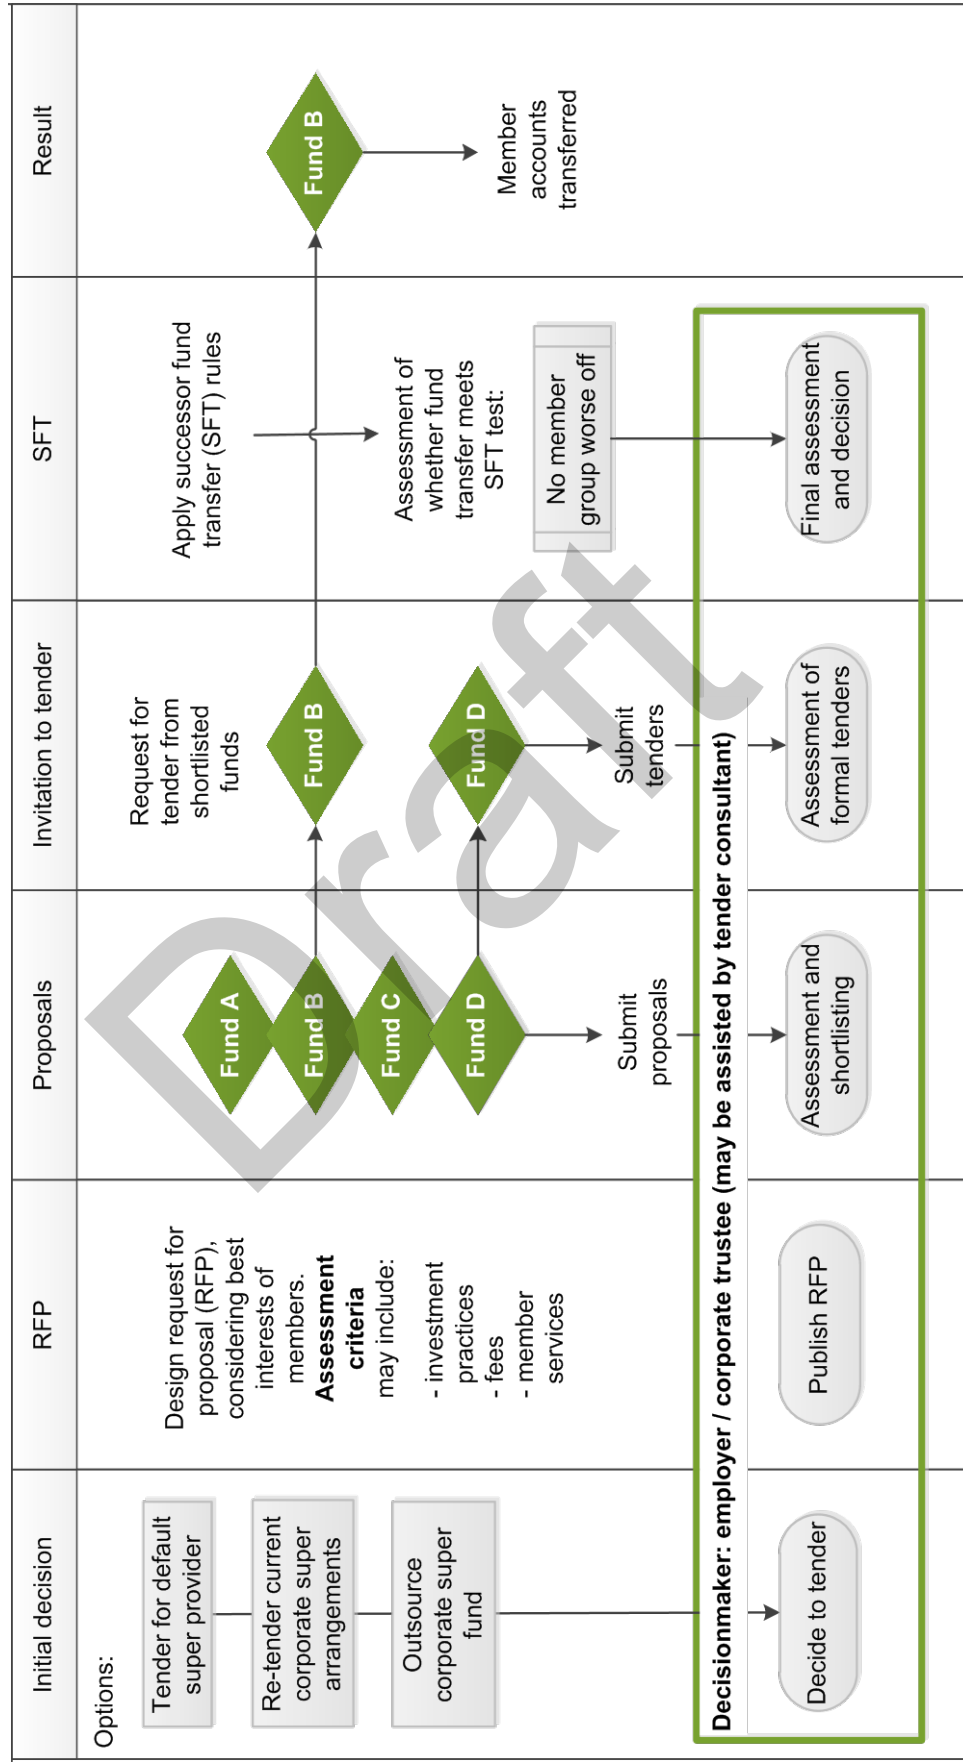 Initial decision
Options:
Tender for default
super provider
Re-tender current
corporate super
arrangements
Outsource
corporate super
fund
Decide to tender
RFP
Design request for
proposal (RFP),
considering best
interests of
members.
Assessment
criteria
may include:
- investment
practices
- fees
- member
services
Publish RFP
Proposals
Fund A
Fund B
Fund C
Fund D
Submit
proposals
Assessment and
shortlisting
Invitation to tender
Request for
tender from
shortlisted
funds
Fund B
Fund D
Submit
tenders
Assessment of
formal tenders
SFT
Apply successor fund
transfer (SFT) rules
Assessment of
whether fund
transfer meets
SFT test:
No member
group worse off
Final assessment
and decision
Result
Fund B
Member
accounts
transferred
Decisionmaker: employer / corporate trustee (may be assisted by tender consultant)
Draft